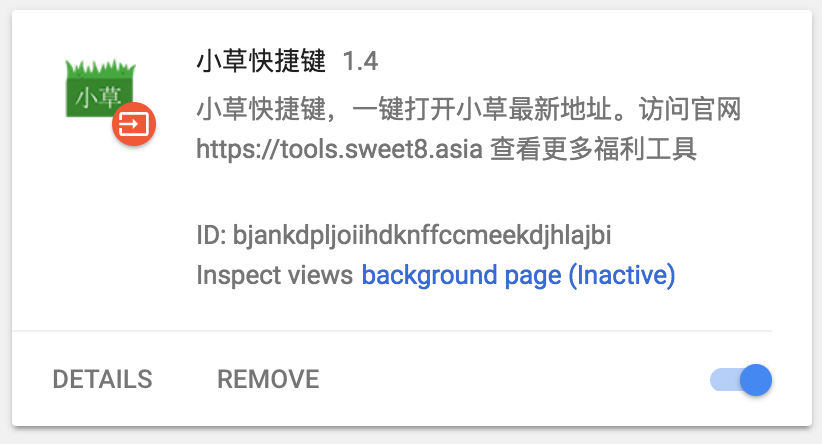 小草快捷键 1.4
小草
小草快捷键，一键打开小草最新地址。访问官网
https://tools.sweet8.asia 查看更多福利工具
ID: bjankdpljoiihdknffccmeekdjhlajbi
Inspect views background page (Inactive)
DETAILS REMOVE